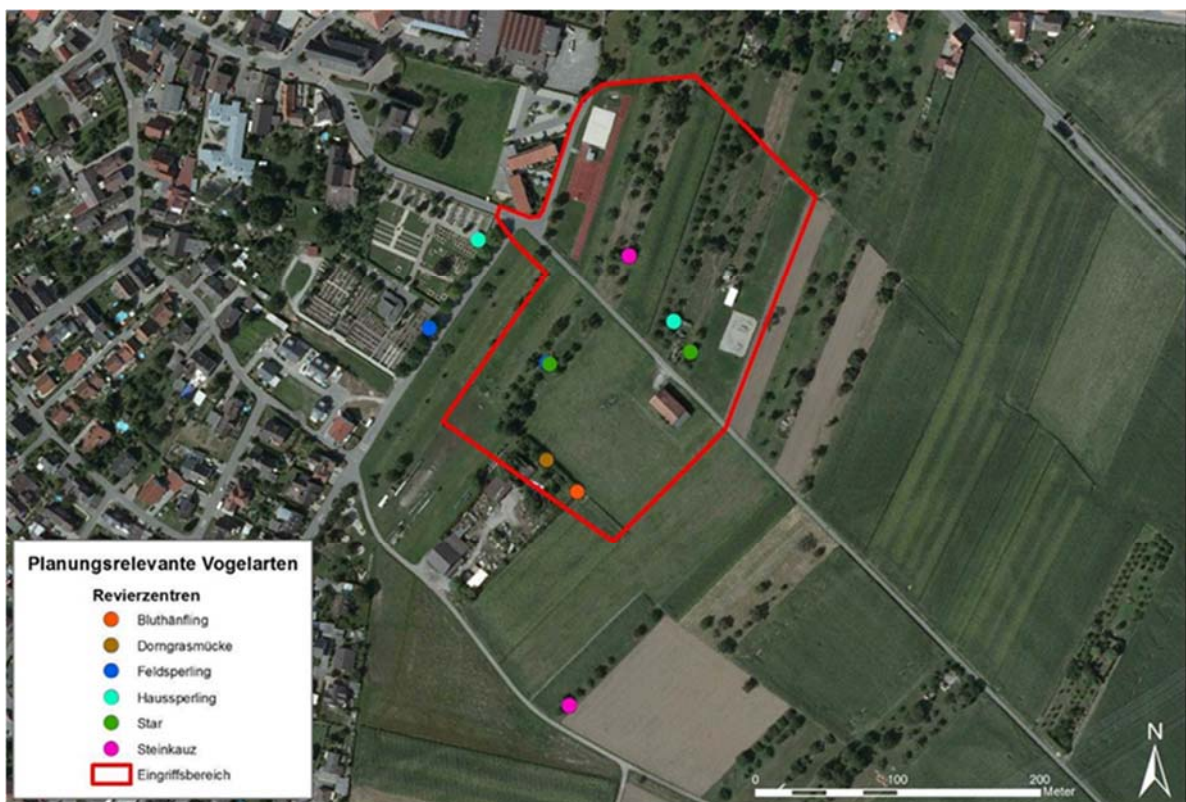 Planungsrelevante Vogelarten
Revierzentren
Bluthänfling
Dorngrasmücke
Feldsperling
Haussperling
Star
Steinkauz
Eingriffsbereich
N
0 100 200
Meter